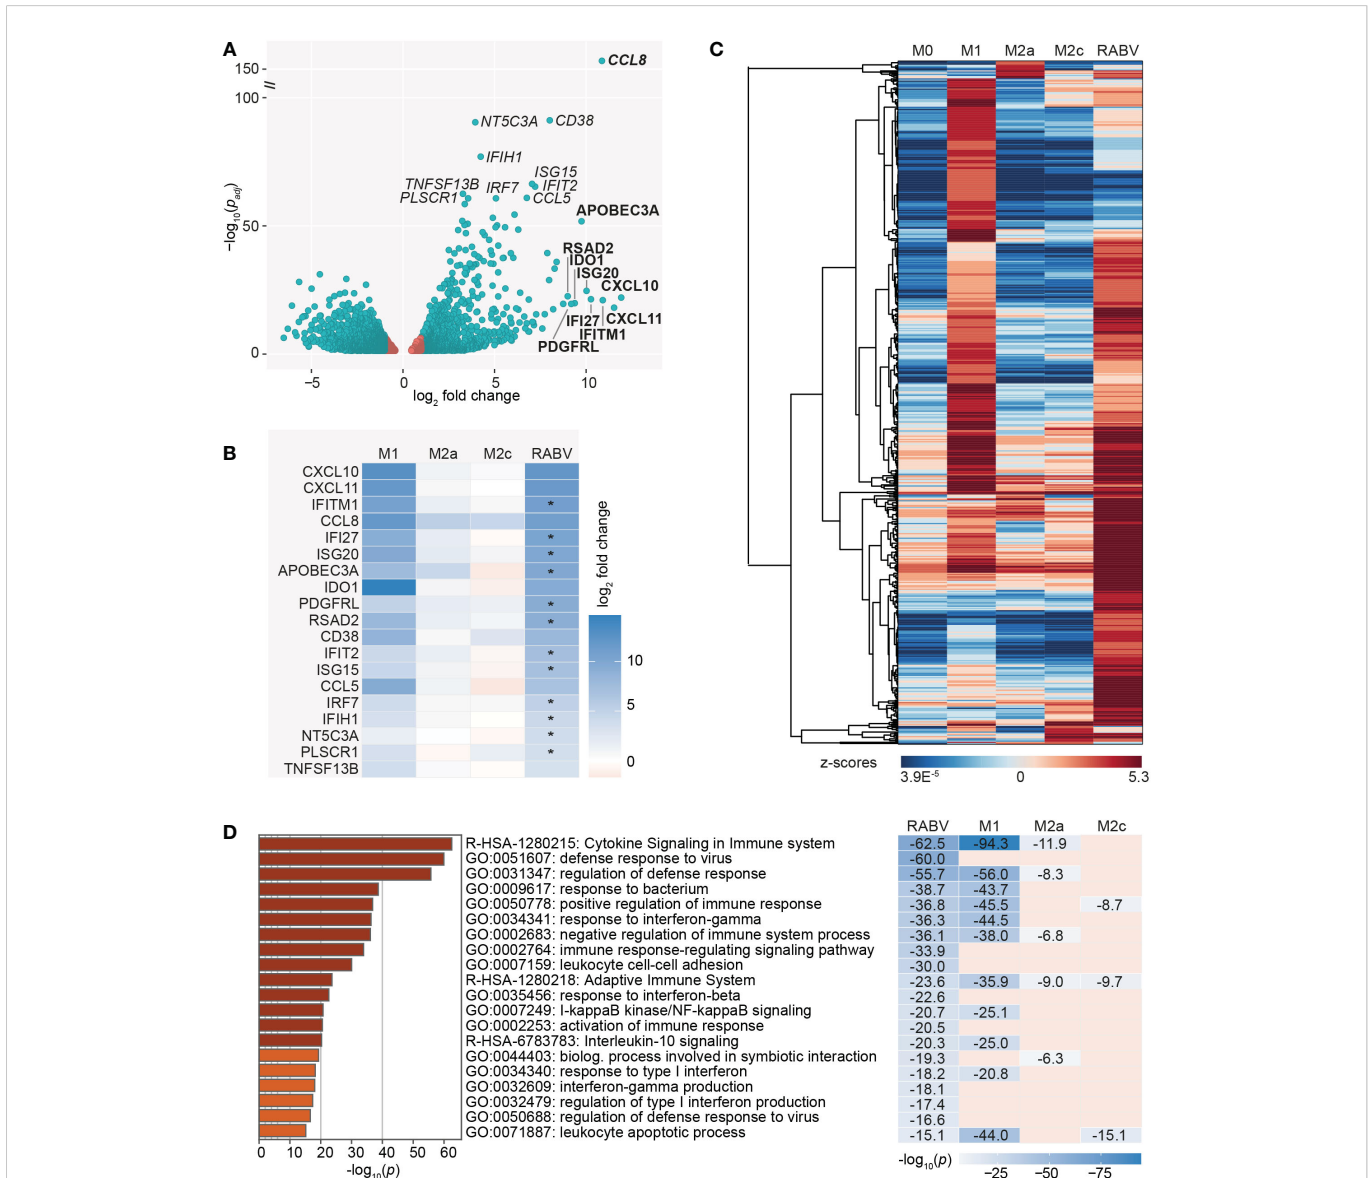 A
150
//
100
50
0
−log10(padj)
−5
0
5
10
log2 fold change
CCL8
NT5C3A
CD38
IFIH1
ISG15
TNFSF13B
IRF7
IFIT2
PLSCR1
CCL5
APOBEC3A
RSAD2
IDO1
ISG20
CXCL10
IFI27
CXCL11
IFITM1
PDGFRL
B
M1 M2a M2c RABV
CXCL10
CXCL11
IFITM1 *
CCL8
IFI27 *
ISG20 *
APOBEC3A *
IDO1
PDGFRL *
RSAD2 *
CD38
IFIT2 *
ISG15 *
CCL5
IRF7 *
IFIH1 *
NT5C3A *
PLSCR1 *
TNFSF13B
log2 fold change
10
5
0
C
M0 M1 M2a M2c RABV
z-scores
3.9E-5 0 5.3
D
RABV M1 M2a M2c
R-HSA-1280215: Cytokine Signaling in Immune system -62.5 -94.3 -11.9
GO:0051607: defense response to virus -60.0
GO:0031347: regulation of defense response -55.7 -56.0 -8.3
GO:0009617: response to bacterium -38.7 -43.7
GO:0050778: positive regulation of immune response -36.8 -45.5 -8.7
GO:0034341: response to interferon-gamma -36.3 -44.5
GO:0002683: negative regulation of immune system process -36.1 -38.0 -6.8
GO:0002764: immune response-regulating signaling pathway -33.9
GO:0007159: leukocyte cell-cell adhesion -30.0
R-HSA-1280218: Adaptive Immune System -23.6 -35.9 -9.0 -9.7
GO:0035456: response to interferon-beta -22.6
GO:0007249: I-kappaB kinase/NF-kappaB signaling -20.7 -25.1
GO:0002253: activation of immune response -20.5
R-HSA-6783783: Interleukin-10 signaling -20.3 -25.0
GO:0044403: biolog. process involved in symbiotic interaction -19.3 -6.3
GO:0034340: response to type I interferon -18.2 -20.8
GO:0032609: interferon-gamma production -18.1
GO:0032479: regulation of type I interferon production -17.4
GO:0050688: regulation of defense response to virus -16.6
GO:0071887: leukocyte apoptotic process -15.1 -44.0 -15.1
0 10 20 30 40 50 60
-log10(p)
-log10(p)
−25 −50 −75